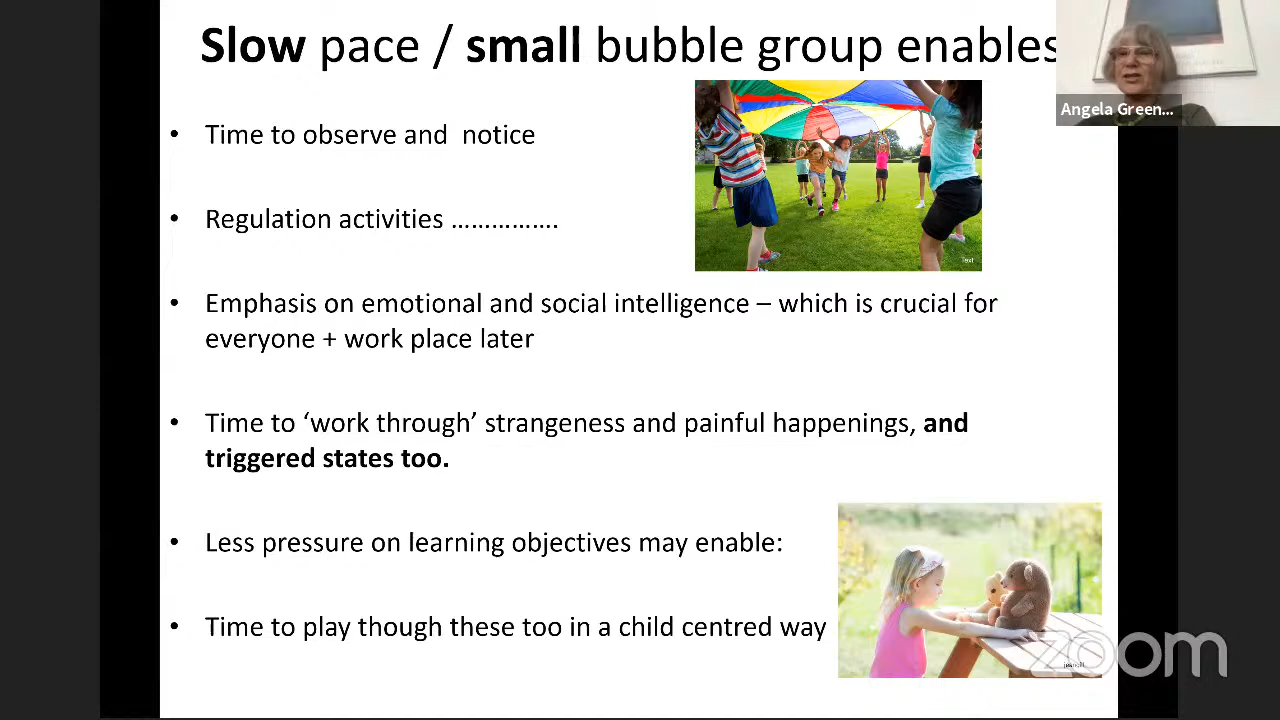 Slow pace / small bubble group enables
Angela Green...
• Time to observe and  notice
• Regulation activities …………….
• Emphasis on emotional and social intelligence – which is crucial for
everyone + work place later
• Time to ‘work through’ strangeness and painful happenings, and
triggered states too.
• Less pressure on learning objectives may enable:
• Time to play though these too in a child centred way
Text
zoom